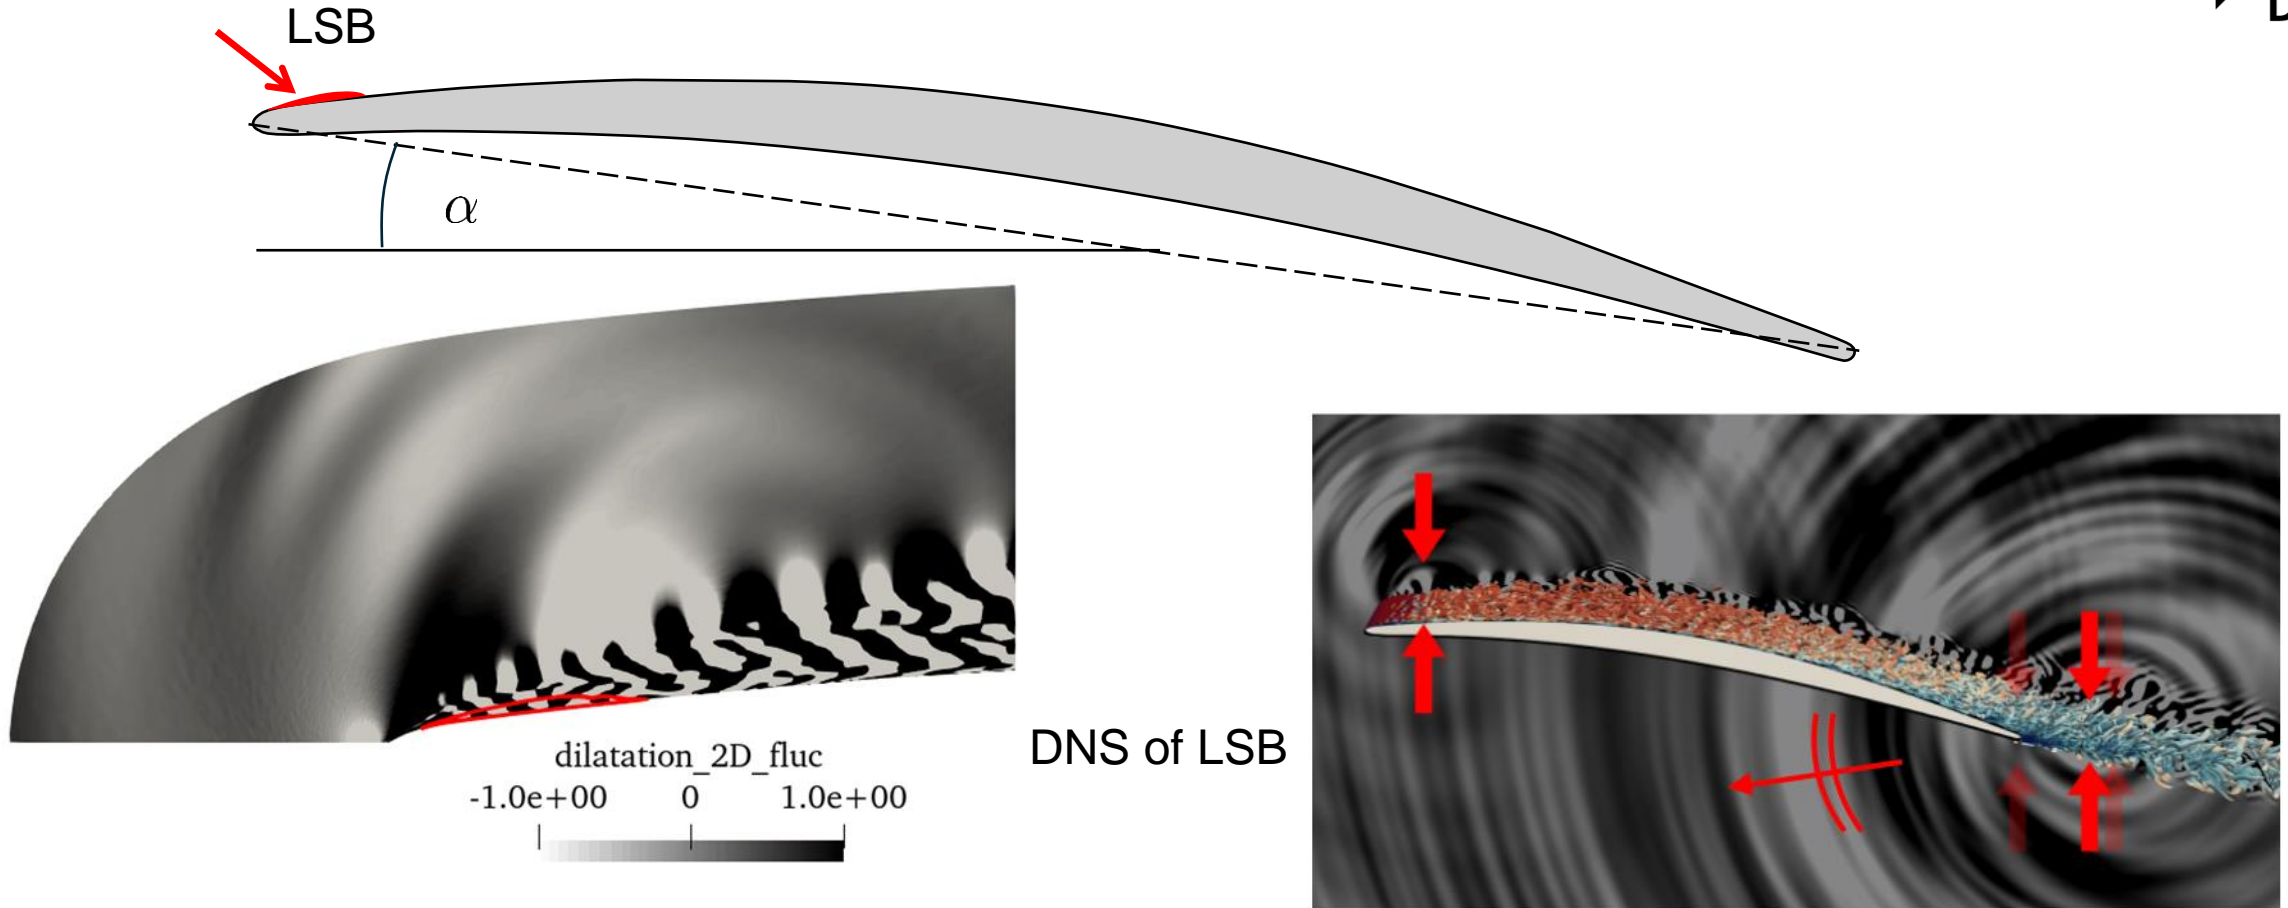 LSB
α
dilatation_2D_fluc
-1.0e+00 0 1.0e+00
DNS of LSB